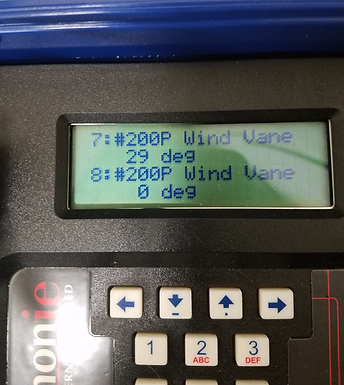 7:#200P Wind Vane
29 deg
8:#200P Wind Vane
0 deg
1
2
ABC
3
DEF